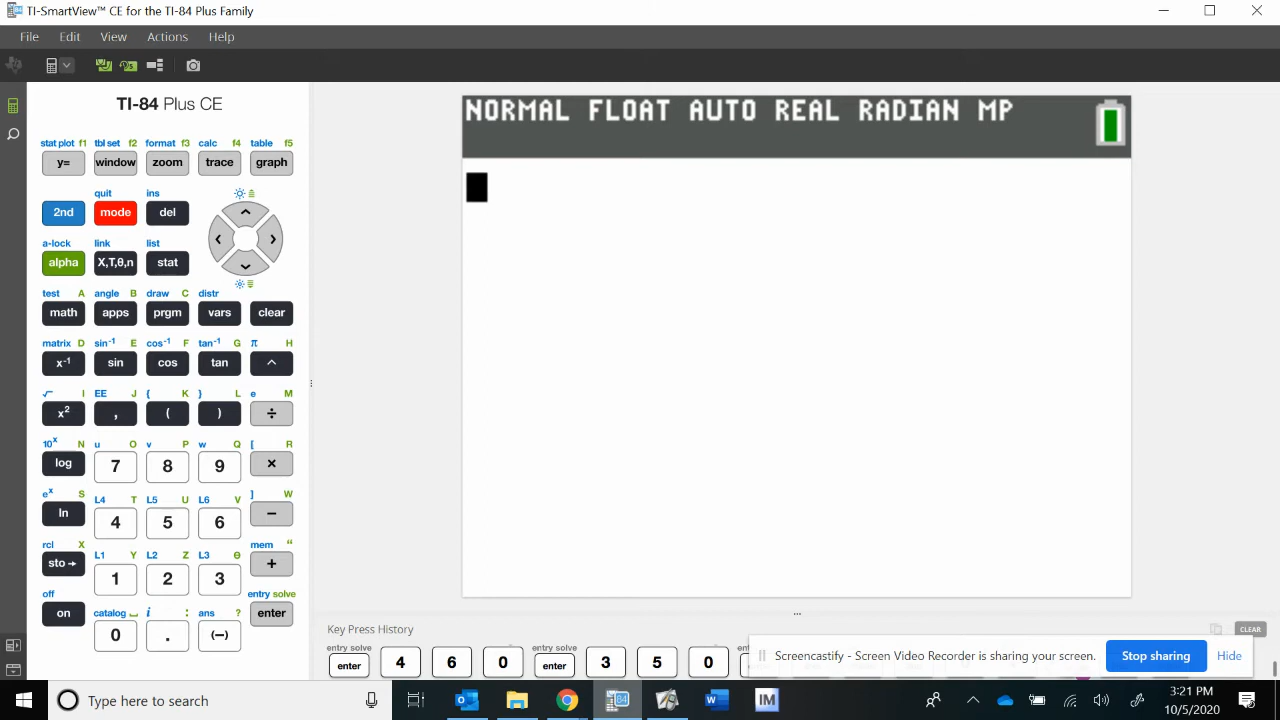 TI-SmartView™ CE for the TI-84 Plus Family
File Edit View Actions Help
TI-84 Plus CE
NORMAL FLOAT AUTO REAL RADIAN MP
stat plot f1 tbl set f2 format f3 calc f4 table f5
y= window zoom trace graph
quit ins
2nd mode del
a-lock link list
alpha X,T,θ,n stat
test A angle B draw C distr
math apps prgm vars clear
matrix D sin⁻¹ E cos⁻¹ F tan⁻¹ G π H
x⁻¹ sin cos tan ^
√ I EE J { K } L e M
x² , ( ) ÷
10ˣ N u O v P w Q [ R
log 7 8 9 ×
eˣ S L4 T L5 U L6 V ] W
ln 4 5 6 −
rcl X L1 Y L2 Z L3 θ mem "
sto → 1 2 3 +
off catalog i : ans ? entry solve
on 0 . (−) enter
Key Press History CLEAR
entry solve entry solve
enter 4 6 0 enter 3 5 0
Screencastify - Screen Video Recorder is sharing your screen. Stop sharing Hide
Type here to search
84
IM
3:21 PM
10/5/2020